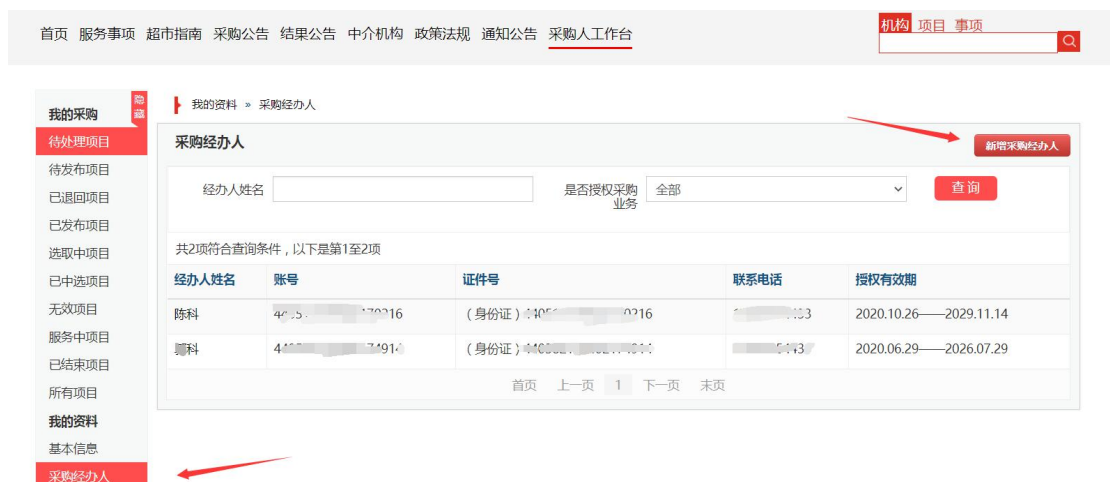 首页 服务事项 超市指南 采购公告 结果公告 中介机构 政策法规 通知公告 采购人工作台
机构 项目 事项
隐藏
我的采购
待处理项目
待发布项目
已退回项目
已发布项目
选取中项目
已中选项目
无效项目
服务中项目
已结束项目
所有项目
我的资料
基本信息
采购经办人
我的资料 » 采购经办人
采购经办人
新增采购经办人
经办人姓名
是否授权采购业务 全部
查询
共2项符合查询条件，以下是第1至2项
经办人姓名 账号 证件号 联系电话 授权有效期
陈科 (身份证) 2020.10.26——2029.11.14
科 (身份证) 2020.06.29——2026.07.29
首页 上一页 1 下一页 末页